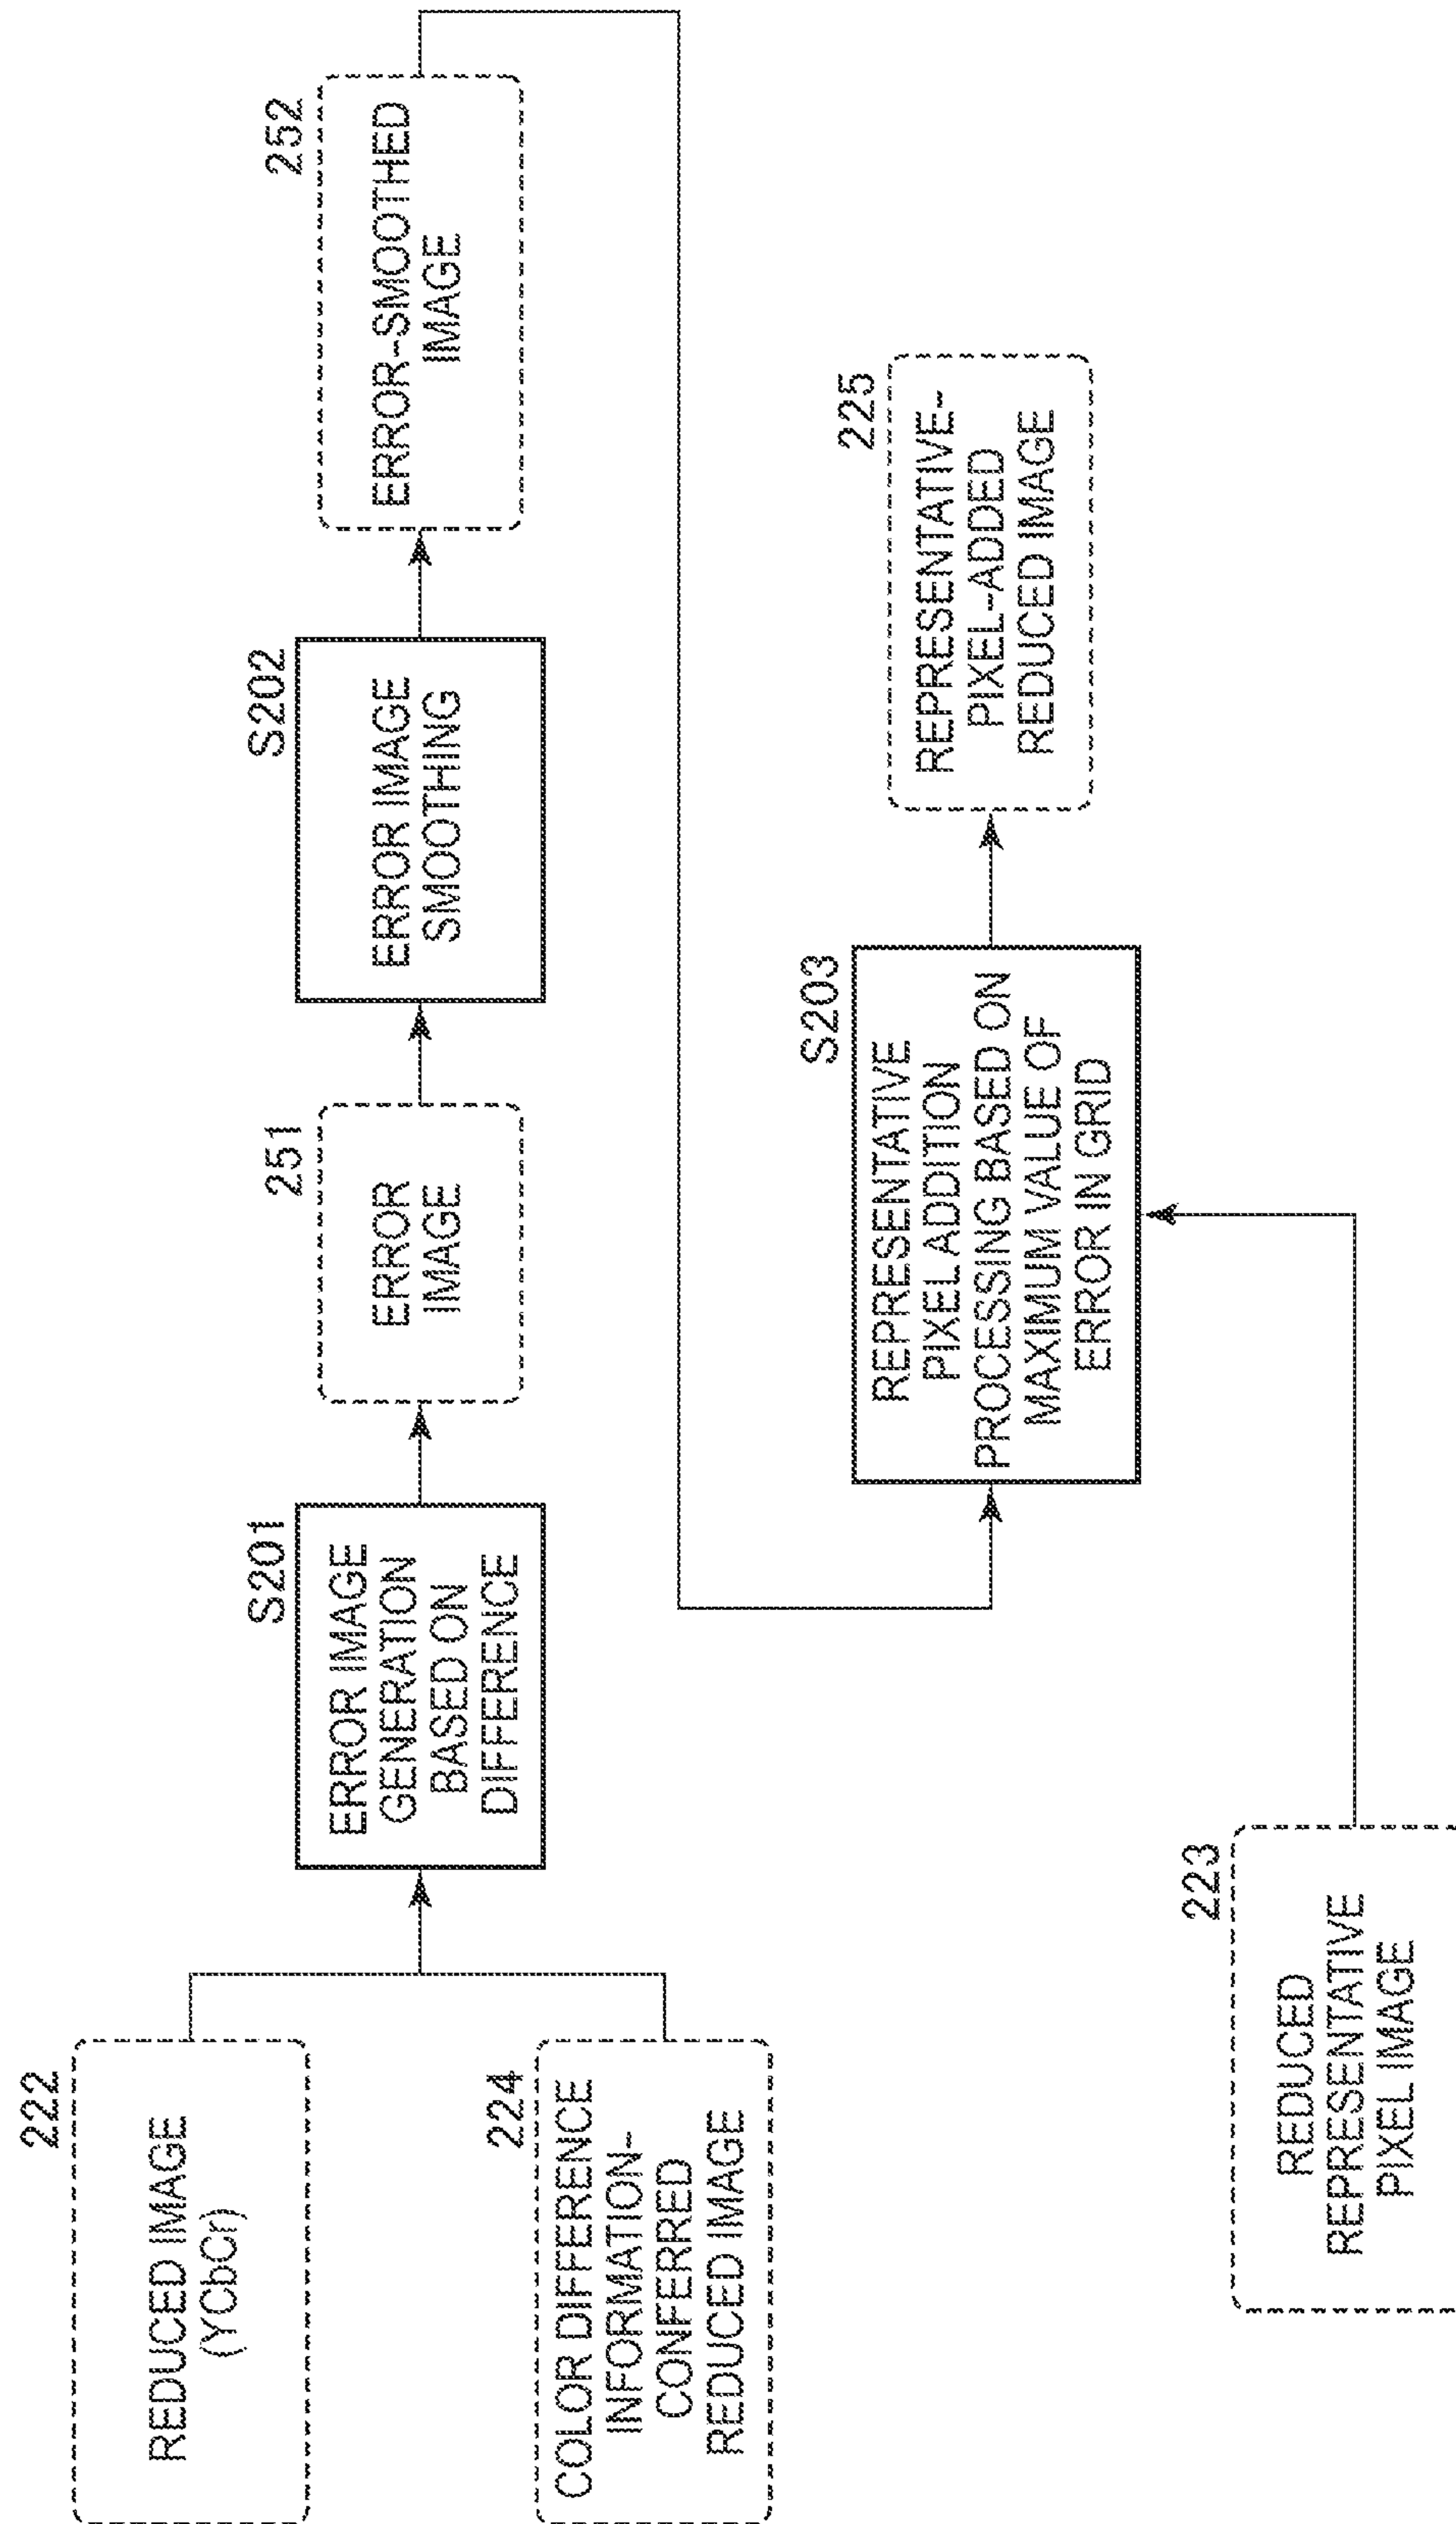 222
REDUCED IMAGE
(YCbCr)
224
COLOR DIFFERENCE
INFORMATION-
CONFERRED
REDUCED IMAGE
S201
ERROR IMAGE
GENERATION
BASED ON
DIFFERENCE
251
ERROR
IMAGE
S202
ERROR IMAGE
SMOOTHING
252
ERROR-SMOOTHED
IMAGE
223
REDUCED
REPRESENTATIVE
PIXEL IMAGE
S203
REPRESENTATIVE
PIXEL ADDITION
PROCESSING BASED ON
MAXIMUM VALUE OF
ERROR IN GRID
225
REPRESENTATIVE-
PIXEL-ADDED
REDUCED IMAGE